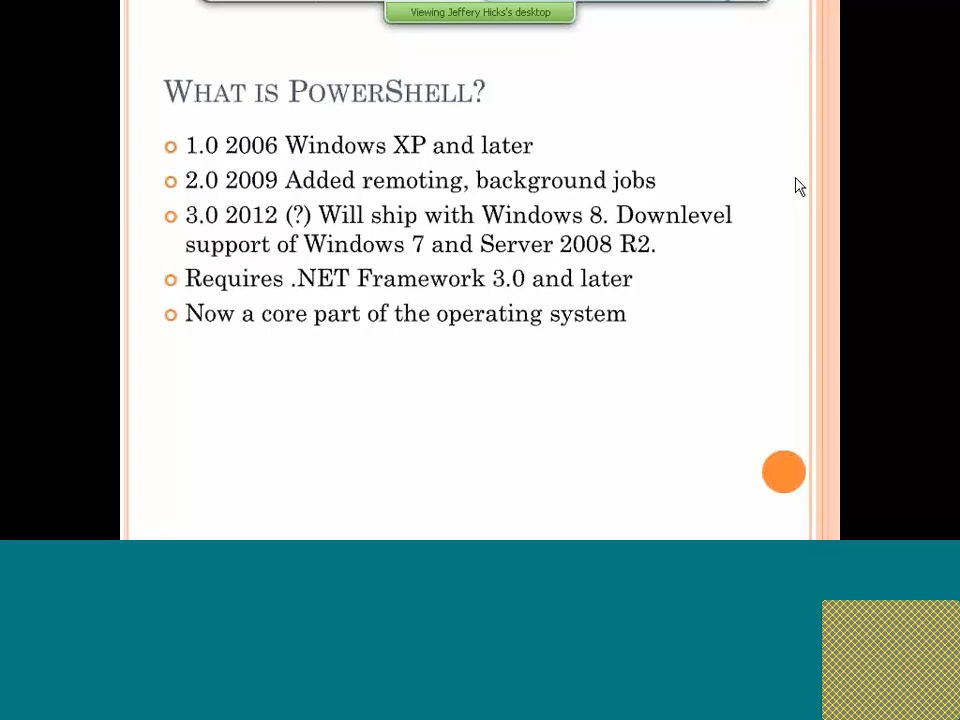 Viewing Jeffery Hicks's desktop
WHAT IS POWERSHELL?
1.0 2006 Windows XP and later
2.0 2009 Added remoting, background jobs
3.0 2012 (?) Will ship with Windows 8. Downlevel
support of Windows 7 and Server 2008 R2.
Requires .NET Framework 3.0 and later
Now a core part of the operating system